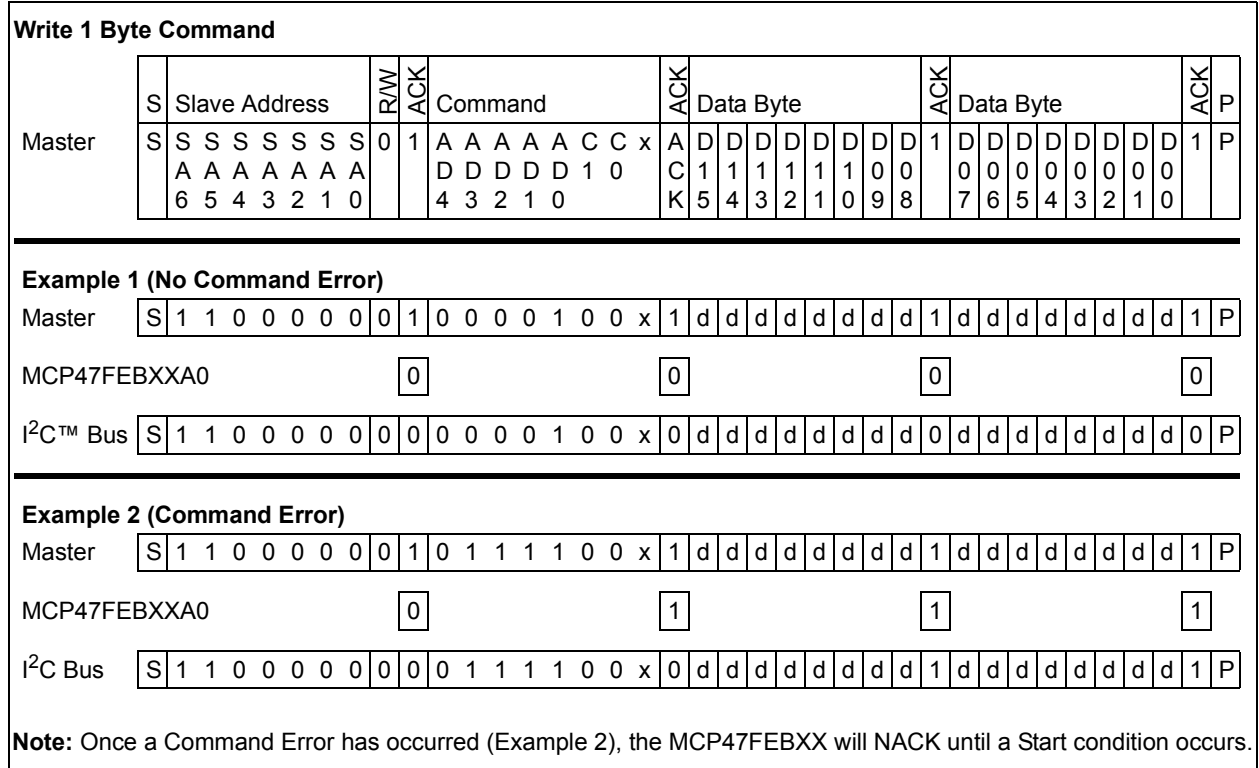 Write 1 Byte Command
S Slave Address R/W ACK Command ACK Data Byte ACK Data Byte ACK P
Master S S S S S S S S 0 1 A A A A A C C x A D D D D D D D D 1 D D D D D D D D 1 P
A A A A A A A D D D D D 1 0 C 1 1 1 1 1 1 0 0 0 0 0 0 0 0 0 0
6 5 4 3 2 1 0 4 3 2 1 0 K 5 4 3 2 1 0 9 8 7 6 5 4 3 2 1 0
Example 1 (No Command Error)
Master S 1 1 0 0 0 0 0 0 1 0 0 0 0 1 0 0 x 1 d d d d d d d d 1 d d d d d d d d 1 P
MCP47FEBXXA0 0 0 0 0
I2C™ Bus S 1 1 0 0 0 0 0 0 0 0 0 0 0 1 0 0 x 0 d d d d d d d d 0 d d d d d d d d 0 P
Example 2 (Command Error)
Master S 1 1 0 0 0 0 0 0 1 0 1 1 1 1 0 0 x 1 d d d d d d d d 1 d d d d d d d d 1 P
MCP47FEBXXA0 0 1 1 1
I2C Bus S 1 1 0 0 0 0 0 0 0 0 1 1 1 1 0 0 x 0 d d d d d d d d 1 d d d d d d d d 1 P
Note: Once a Command Error has occurred (Example 2), the MCP47FEBXX will NACK until a Start condition occurs.